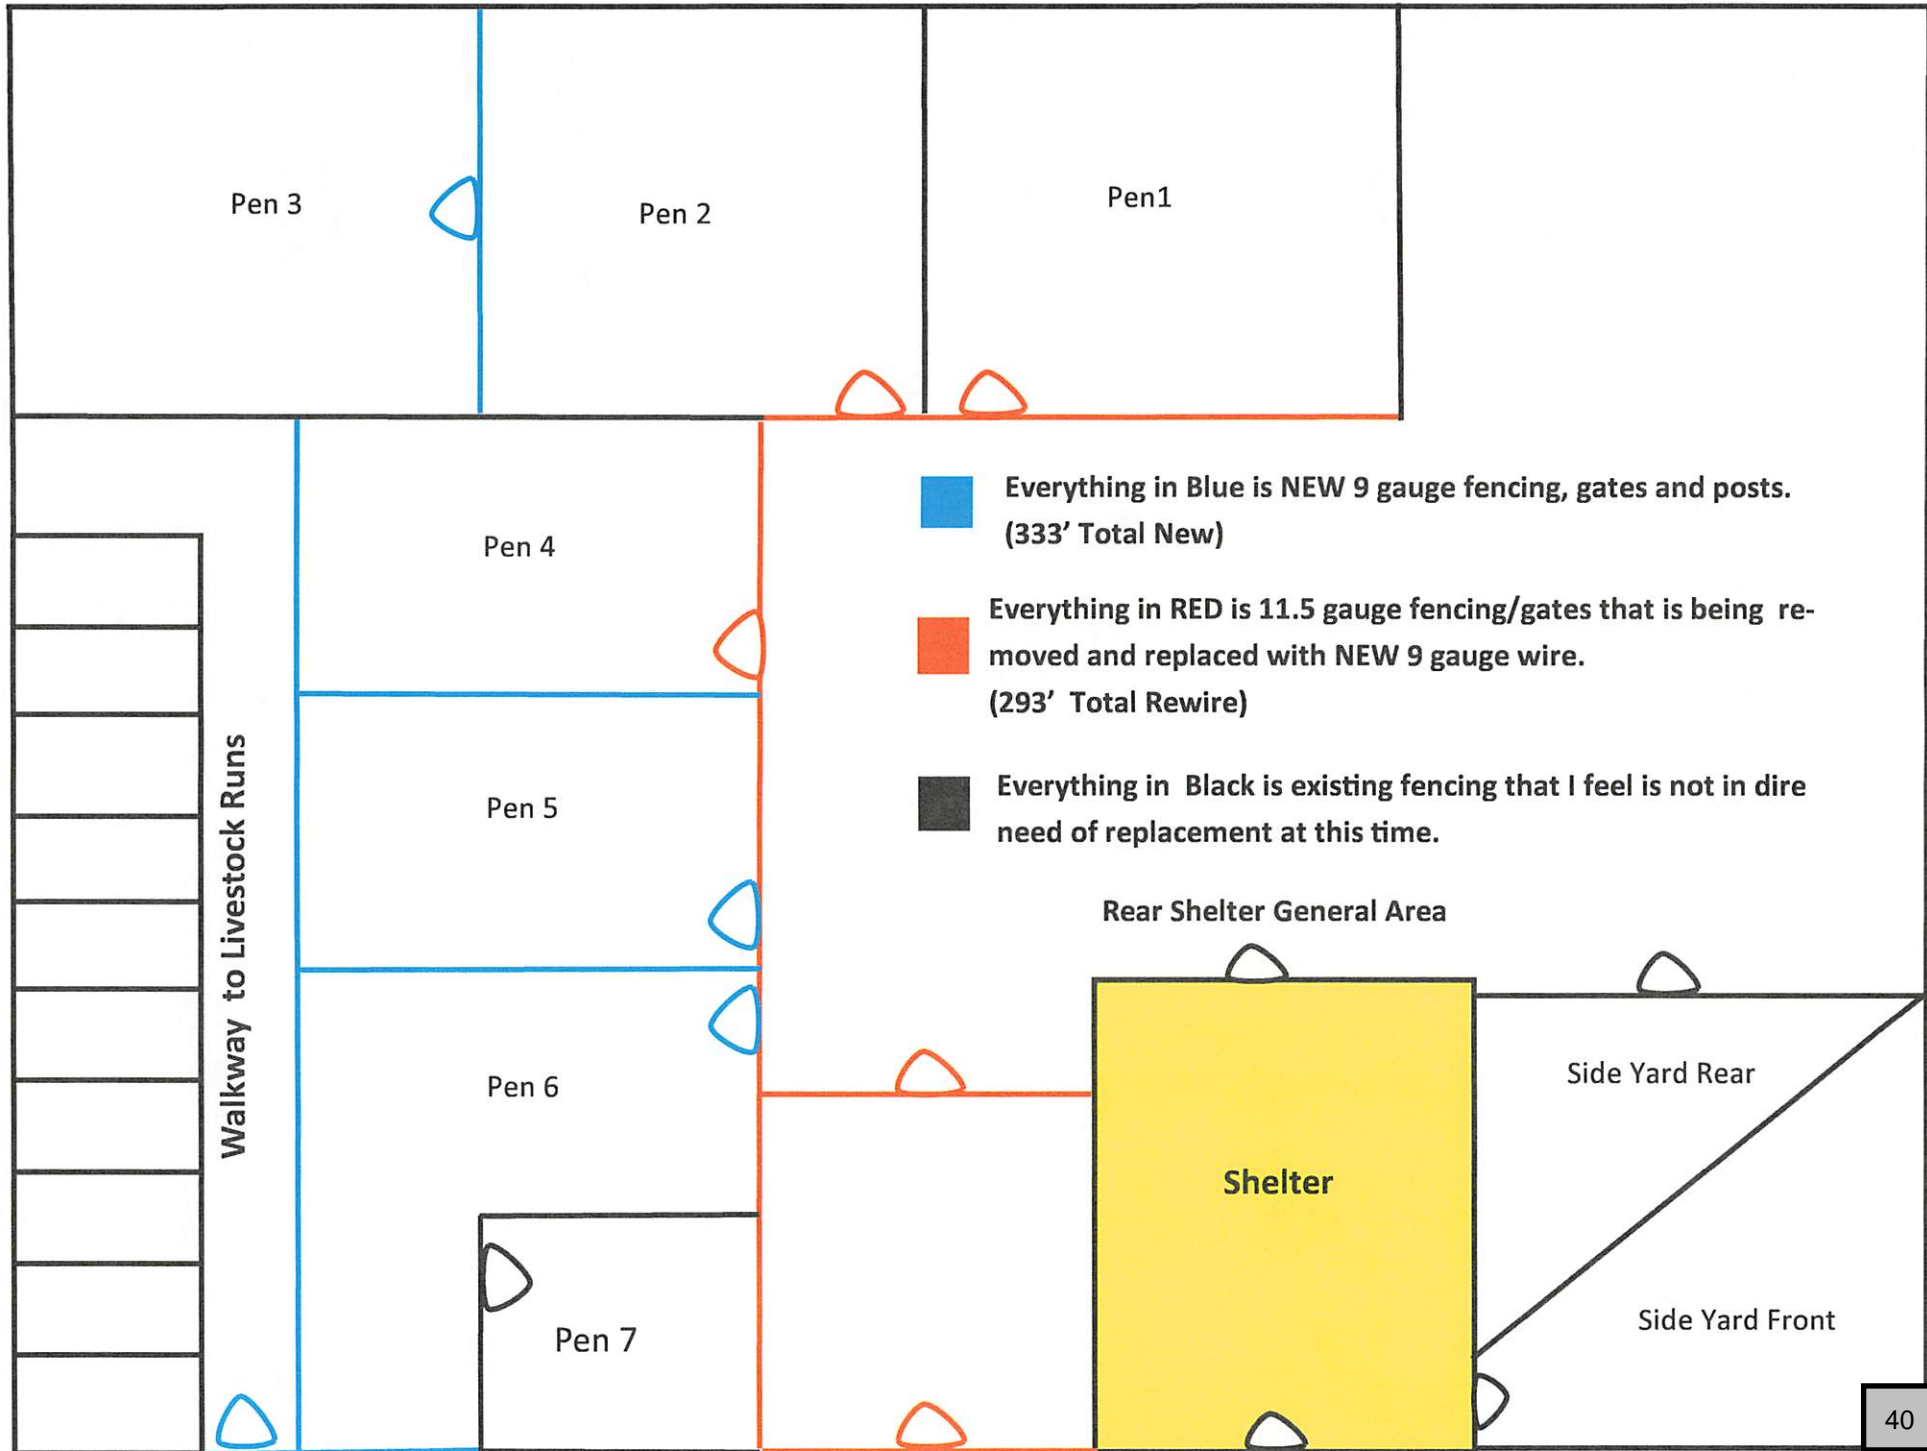 Pen 3
Pen 2
Pen1
Everything in Blue is NEW 9 gauge fencing, gates and posts.
(333’ Total New)
Pen 4
Everything in RED is 11.5 gauge fencing/gates that is being re-
moved and replaced with NEW 9 gauge wire.
(293’ Total Rewire)
Walkway to Livestock Runs
Pen 5
Everything in Black is existing fencing that I feel is not in dire
need of replacement at this time.
Rear Shelter General Area
Pen 6
Side Yard Rear
Shelter
Side Yard Front
Pen 7
40